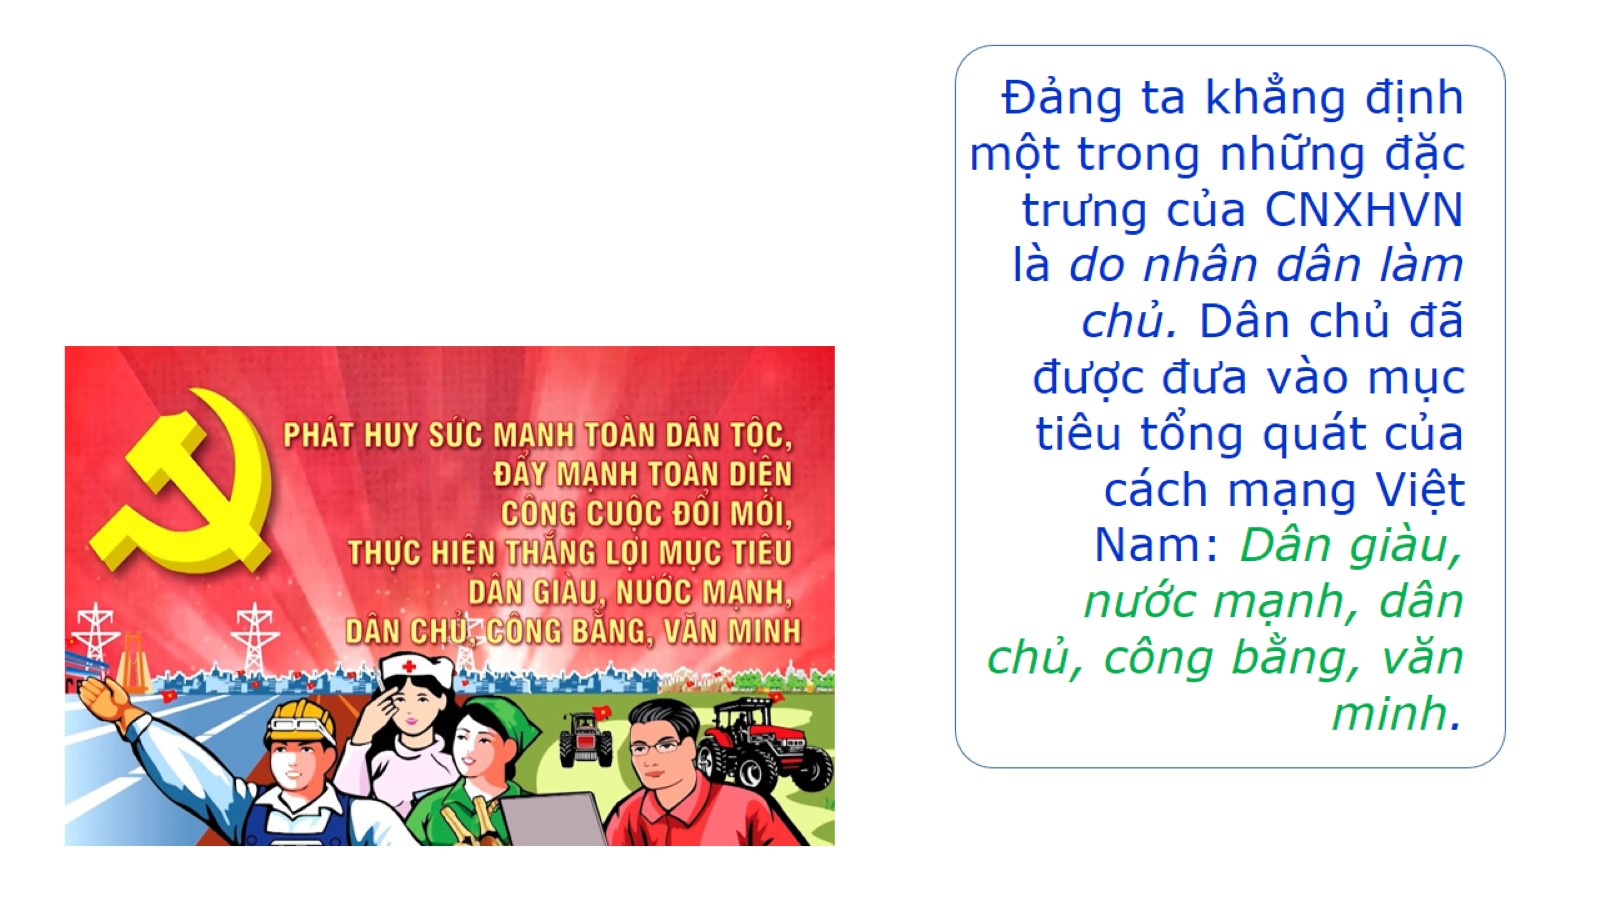 PHÁT HUY SỨC MẠNH TOÀN DÂN TỘC,
ĐẨY MẠNH TOÀN DIỆN
CÔNG CUỘC ĐỔI MỚI,
THỰC HIỆN THẮNG LỢI MỤC TIÊU
DÂN GIÀU, NƯỚC MẠNH,
DÂN CHỦ, CÔNG BẰNG, VĂN MINH
Đảng ta khẳng định
một trong những đặc
trưng của CNXHVN
là do nhân dân làm
chủ. Dân chủ đã
được đưa vào mục
tiêu tổng quát của
cách mạng Việt
Nam: Dân giàu,
nước mạnh, dân
chủ, công bằng, văn
minh.